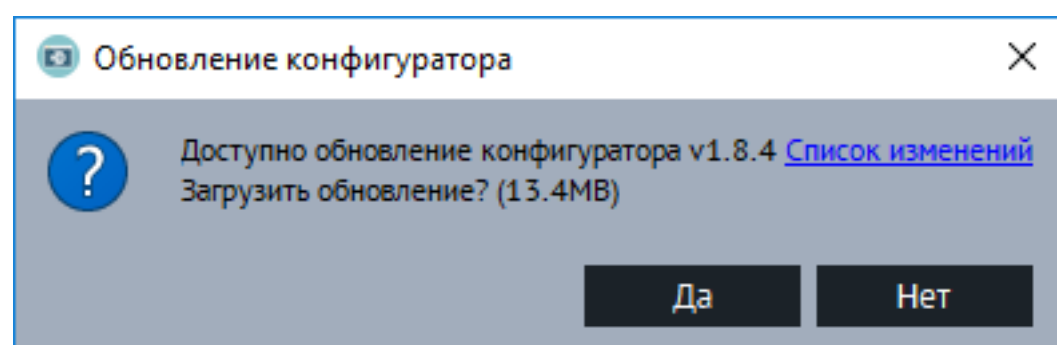 Обновление конфигуратора
Доступно обновление конфигуратора v1.8.4 Список изменений
Загрузить обновление? (13.4MB)
Да Нет